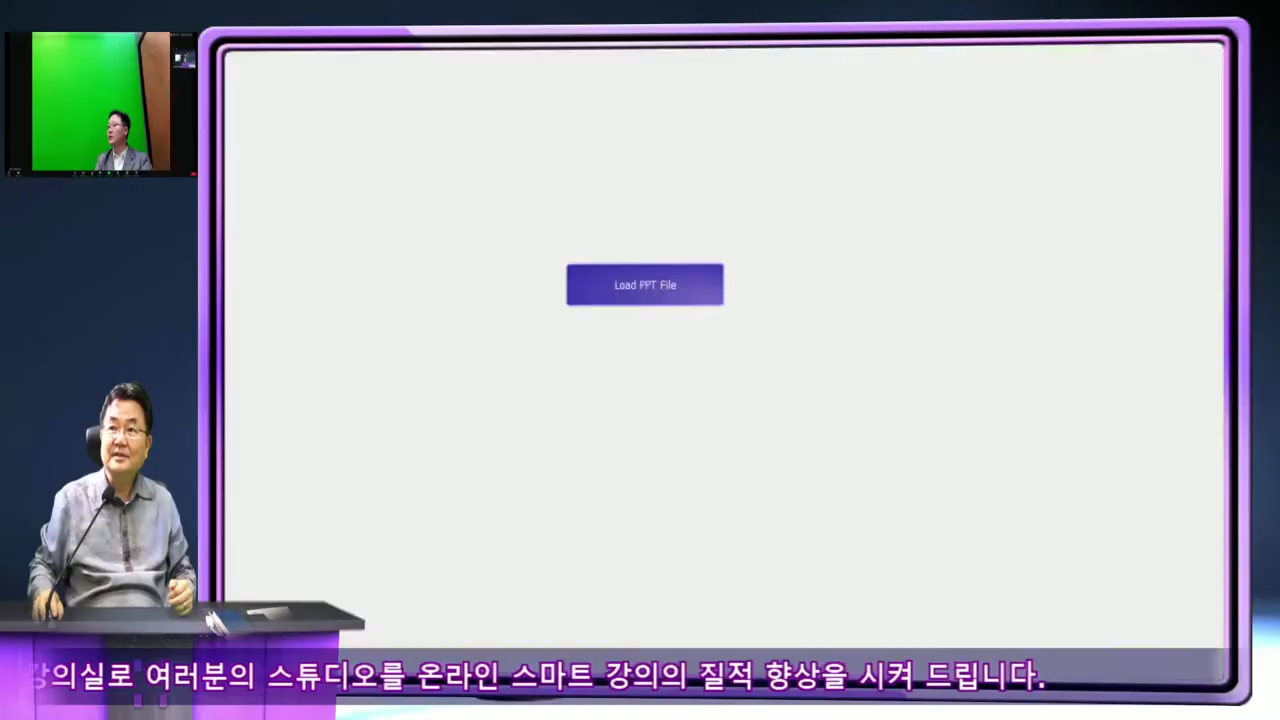 Load PPT File
강의실로 여러분의 스튜디오를 온라인 스마트 강의의 질적 향상을 시켜 드립니다.